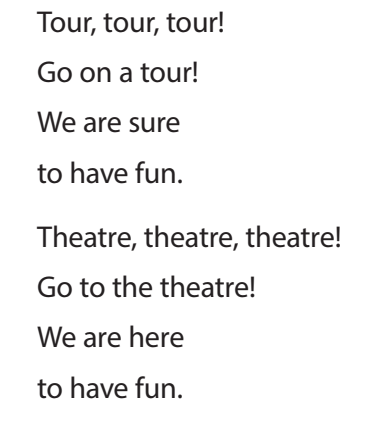 Tour, tour, tour!
Go on a tour!
We are sure
to have fun.
Theatre, theatre, theatre!
Go to the theatre!
We are here
to have fun.